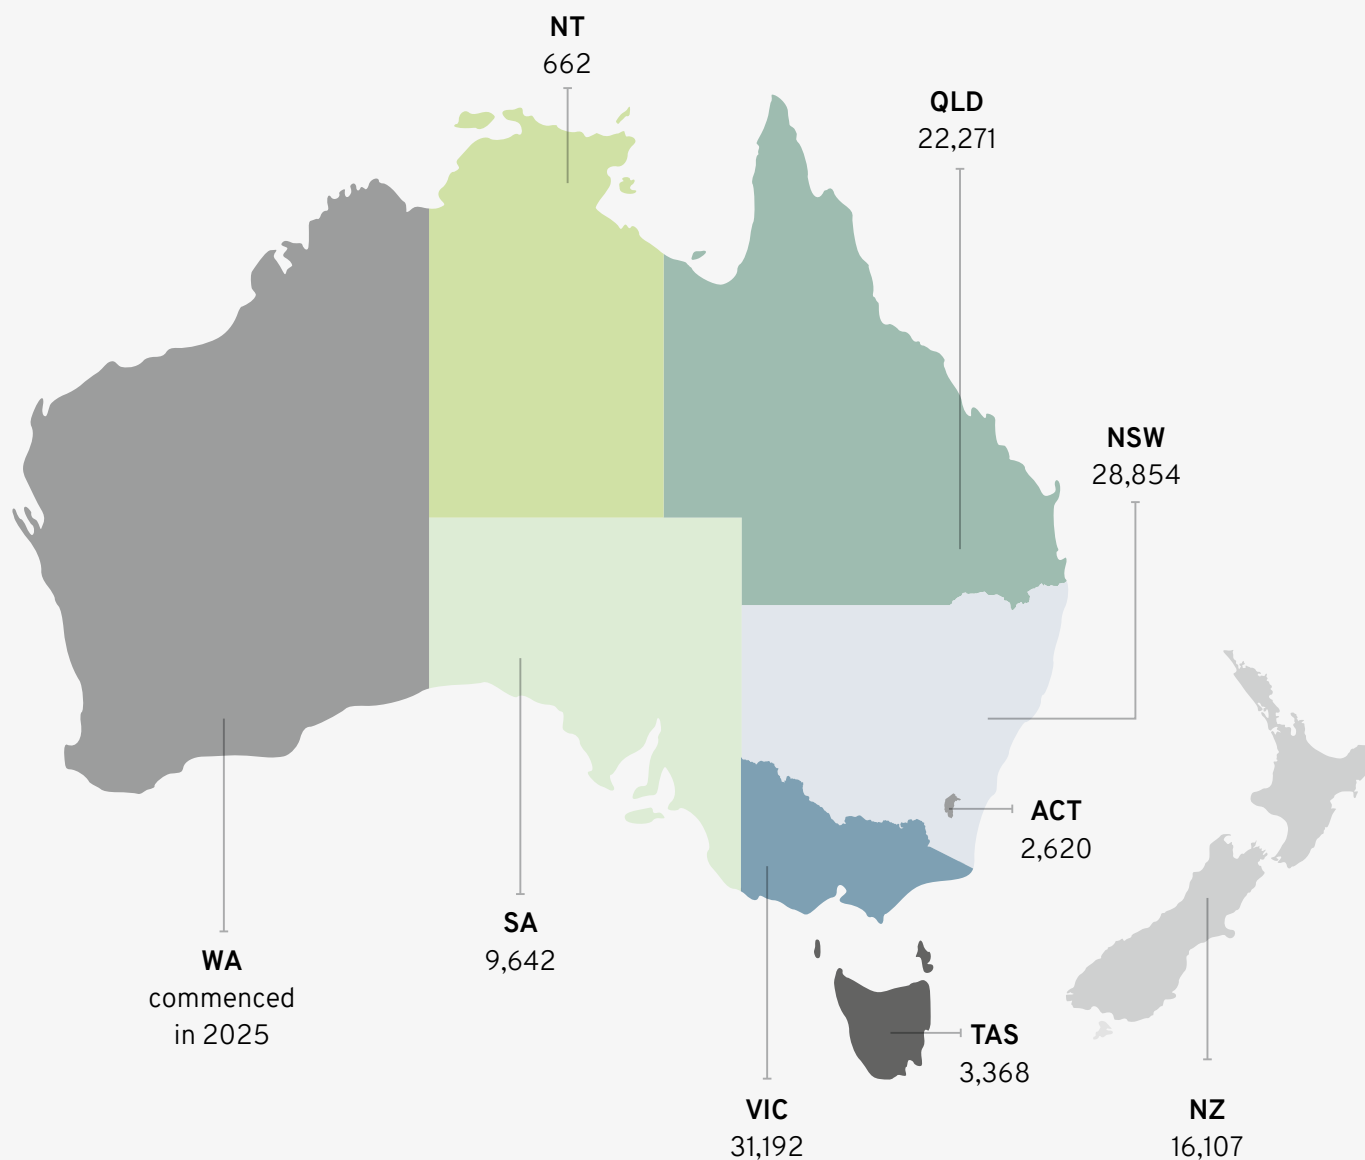 NT
662
QLD
22,271
NSW
28,854
ACT
2,620
SA
9,642
WA
commenced
in 2025
TAS
3,368
VIC
31,192
NZ
16,107